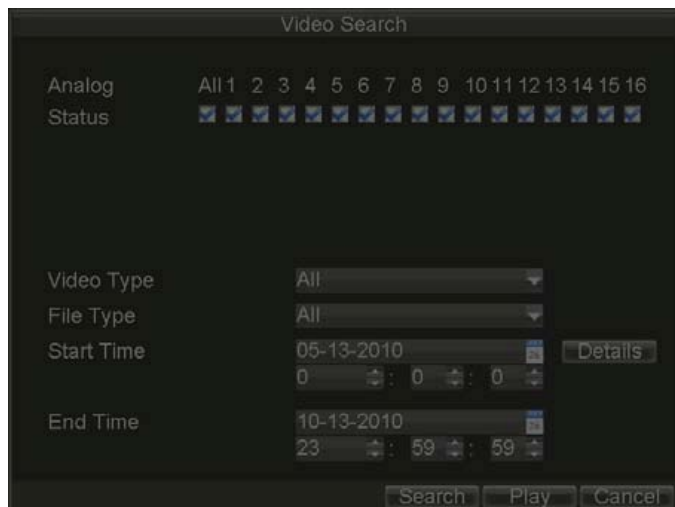 Video Search
Analog All 1 2 3 4 5 6 7 8 9 10 11 12 13 14 15 16
Status
Video Type All
File Type All
Start Time 05-13-2010 Details
0 : 0 : 0
End Time 10-13-2010
23 : 59 : 59
Search Play Cancel